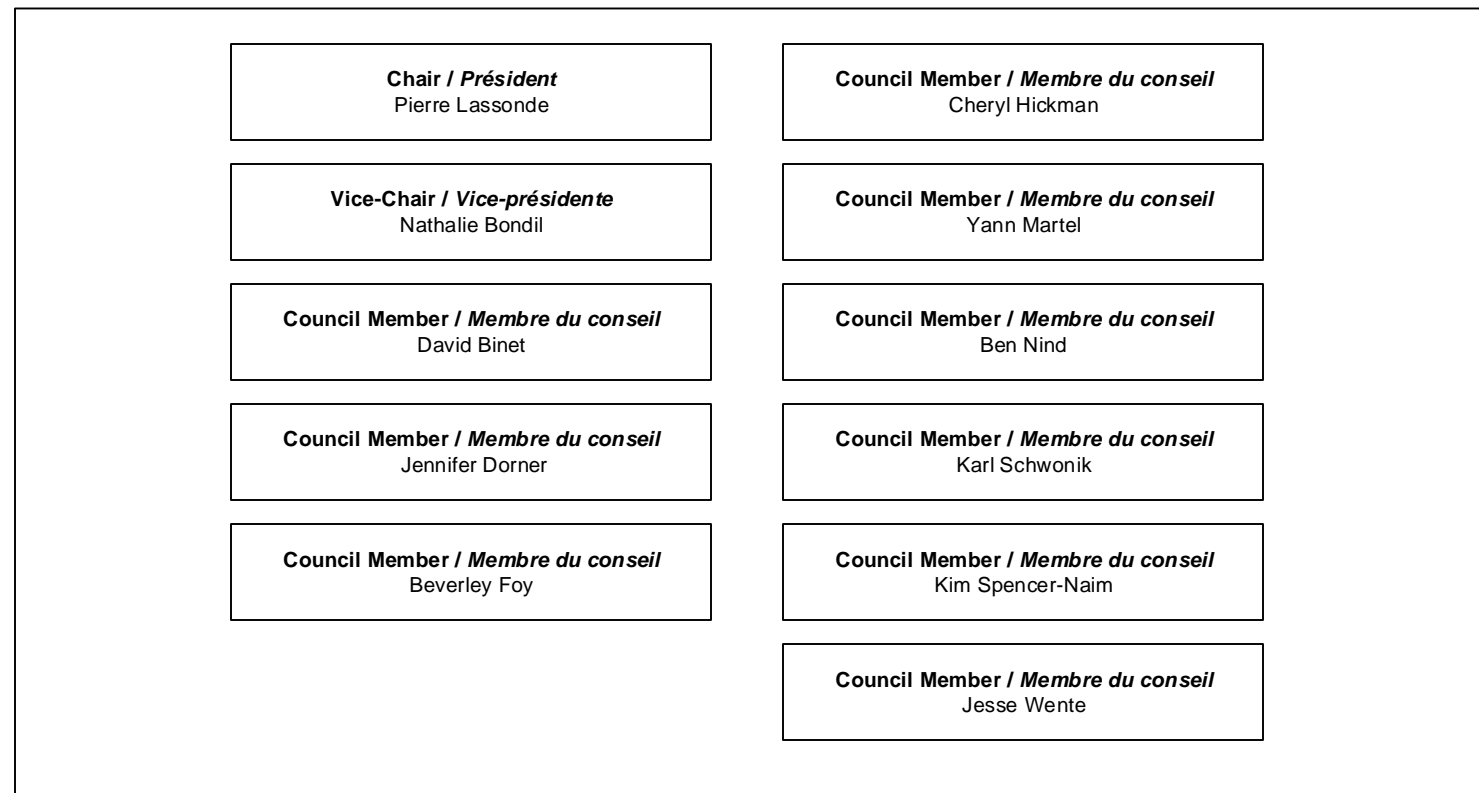 Chair / Président
Pierre Lassonde
Vice-Chair / Vice-présidente
Nathalie Bondil
Council Member / Membre du conseil
David Binet
Council Member / Membre du conseil
Jennifer Dorner
Council Member / Membre du conseil
Beverley Foy
Council Member / Membre du conseil
Cheryl Hickman
Council Member / Membre du conseil
Yann Martel
Council Member / Membre du conseil
Ben Nind
Council Member / Membre du conseil
Karl Schwonik
Council Member / Membre du conseil
Kim Spencer-Naim
Council Member / Membre du conseil
Jesse Wente